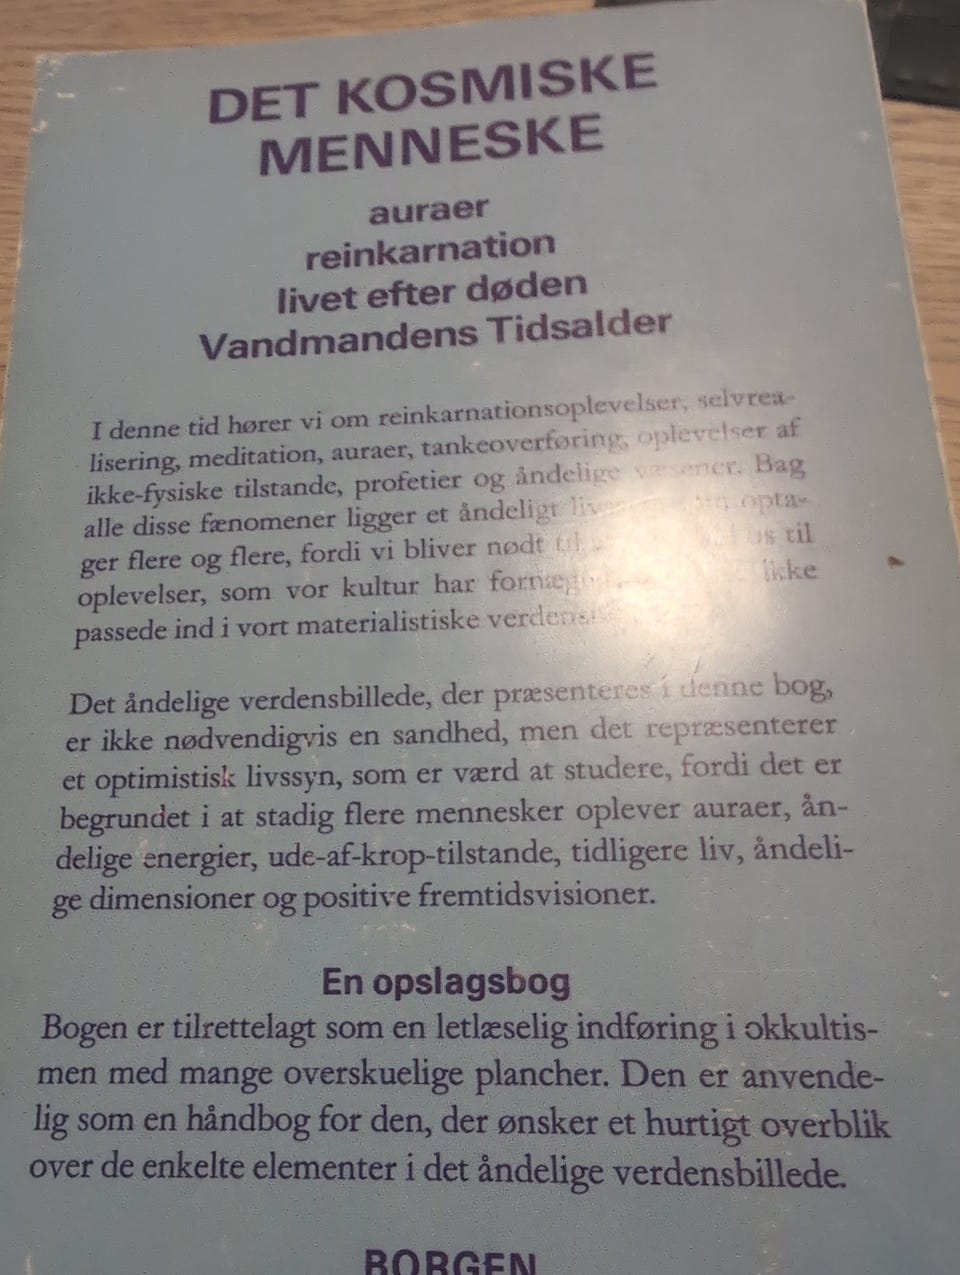 DET KOSMISKE
MENNESKE
auraer
reinkarnation
livet efter døden
Vandmandens Tidsalder
I denne tid hører vi om reinkarnationsoplevelser, selvrea-
lisering, meditation, auraer, tankeoverføring, oplevelser af
ikke-fysiske tilstande, profetier og åndelige væsener. Bag
alle disse fænomener ligger et åndeligt opta-
ger flere og flere, fordi vi bliver nødt til os til
oplevelser, som vor kultur har ikke
passede ind i vort materialistiske
Det åndelige verdensbillede, der præsenteres i denne bog,
er ikke nødvendigvis en sandhed, men det repræsenterer
et optimistisk livssyn, som er værd at studere, fordi det er
begrundet i at stadig flere mennesker oplever auraer, ån-
delige energier, ude-af-krop-tilstande, tidligere liv, åndeli-
ge dimensioner og positive fremtidsvisioner.
En opslagsbog
Bogen er tilrettelagt som en letlæselig indføring i okkultis-
men med mange overskuelige plancher. Den er anvende-
lig som en håndbog for den, der ønsker et hurtigt overblik
over de enkelte elementer i det åndelige verdensbillede.
BORGEN